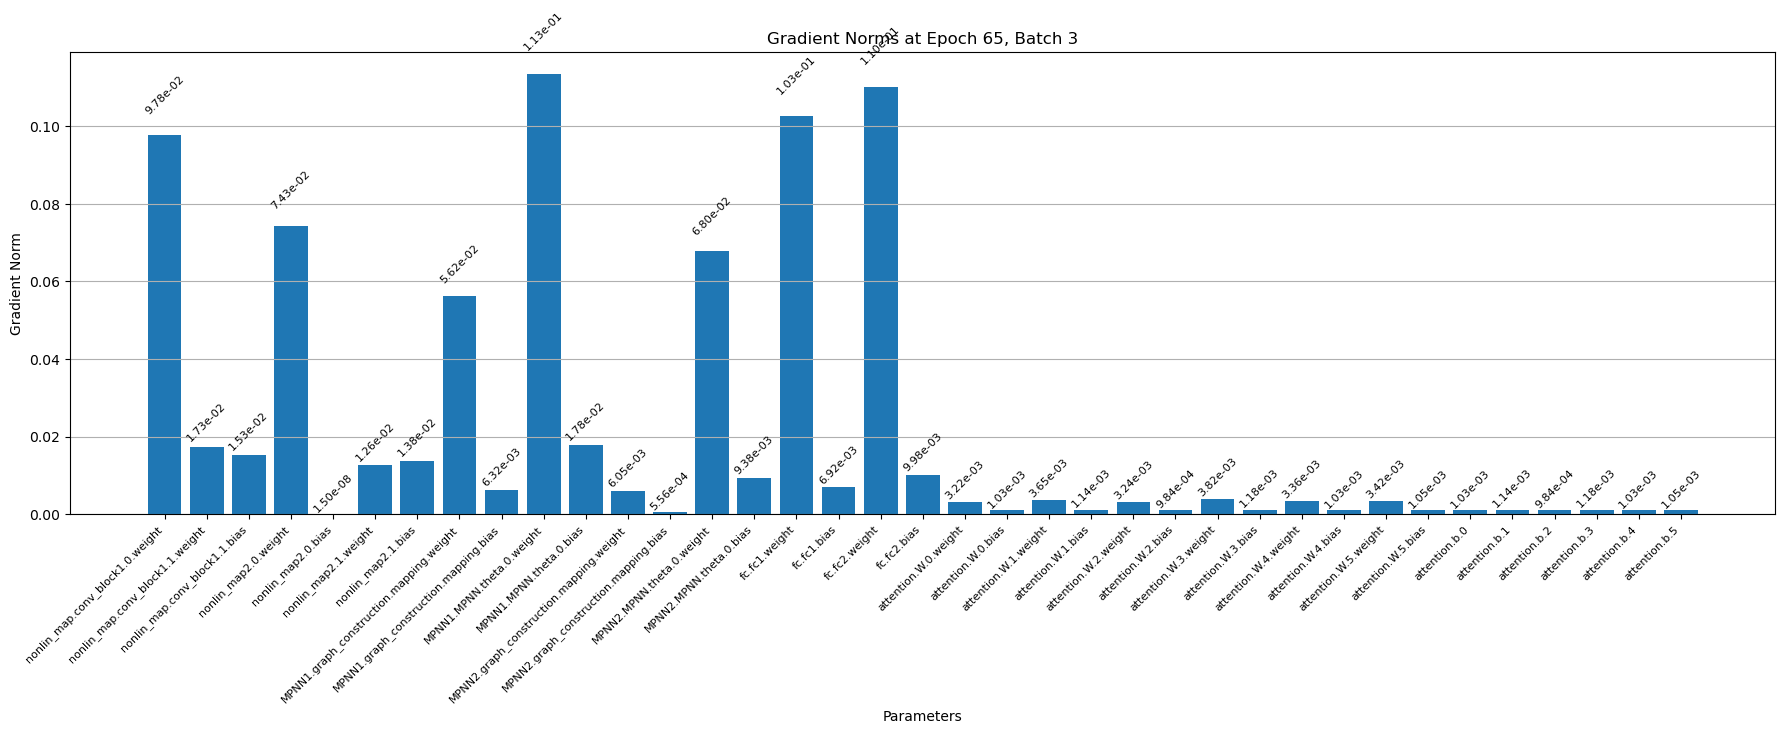 Gradient Norms at Epoch 65, Batch 3
Gradient Norm
0.10
0.08
0.06
0.04
0.02
0.00
9.78e-02
1.73e-02
1.53e-02
7.43e-02
1.50e-08
1.26e-02
1.38e-02
5.62e-02
6.32e-03
1.13e-01
1.78e-02
6.05e-03
5.56e-04
6.80e-02
9.38e-03
1.03e-01
6.92e-03
1.10e-01
9.98e-03
3.22e-03
1.03e-03
3.65e-03
1.14e-03
3.24e-03
9.84e-04
3.82e-03
1.18e-03
3.36e-03
1.03e-03
3.42e-03
1.05e-03
1.03e-03
1.14e-03
9.84e-04
1.18e-03
1.03e-03
1.05e-03
nonlin_map.conv_block1.0.weight
nonlin_map.conv_block1.1.weight
nonlin_map.conv_block1.1.bias
nonlin_map2.0.weight
nonlin_map2.0.bias
nonlin_map2.1.weight
nonlin_map2.1.bias
MPNN1.graph_construction.mapping.weight
MPNN1.graph_construction.mapping.bias
MPNN1.MPNN.theta.0.weight
MPNN1.MPNN.theta.0.bias
MPNN2.graph_construction.mapping.weight
MPNN2.graph_construction.mapping.bias
MPNN2.MPNN.theta.0.weight
MPNN2.MPNN.theta.0.bias
fc.fc1.weight
fc.fc1.bias
fc.fc2.weight
fc.fc2.bias
attention.W.0.weight
attention.W.0.bias
attention.W.1.weight
attention.W.1.bias
attention.W.2.weight
attention.W.2.bias
attention.W.3.weight
attention.W.3.bias
attention.W.4.weight
attention.W.4.bias
attention.W.5.weight
attention.W.5.bias
attention.b.0
attention.b.1
attention.b.2
attention.b.3
attention.b.4
attention.b.5
Parameters